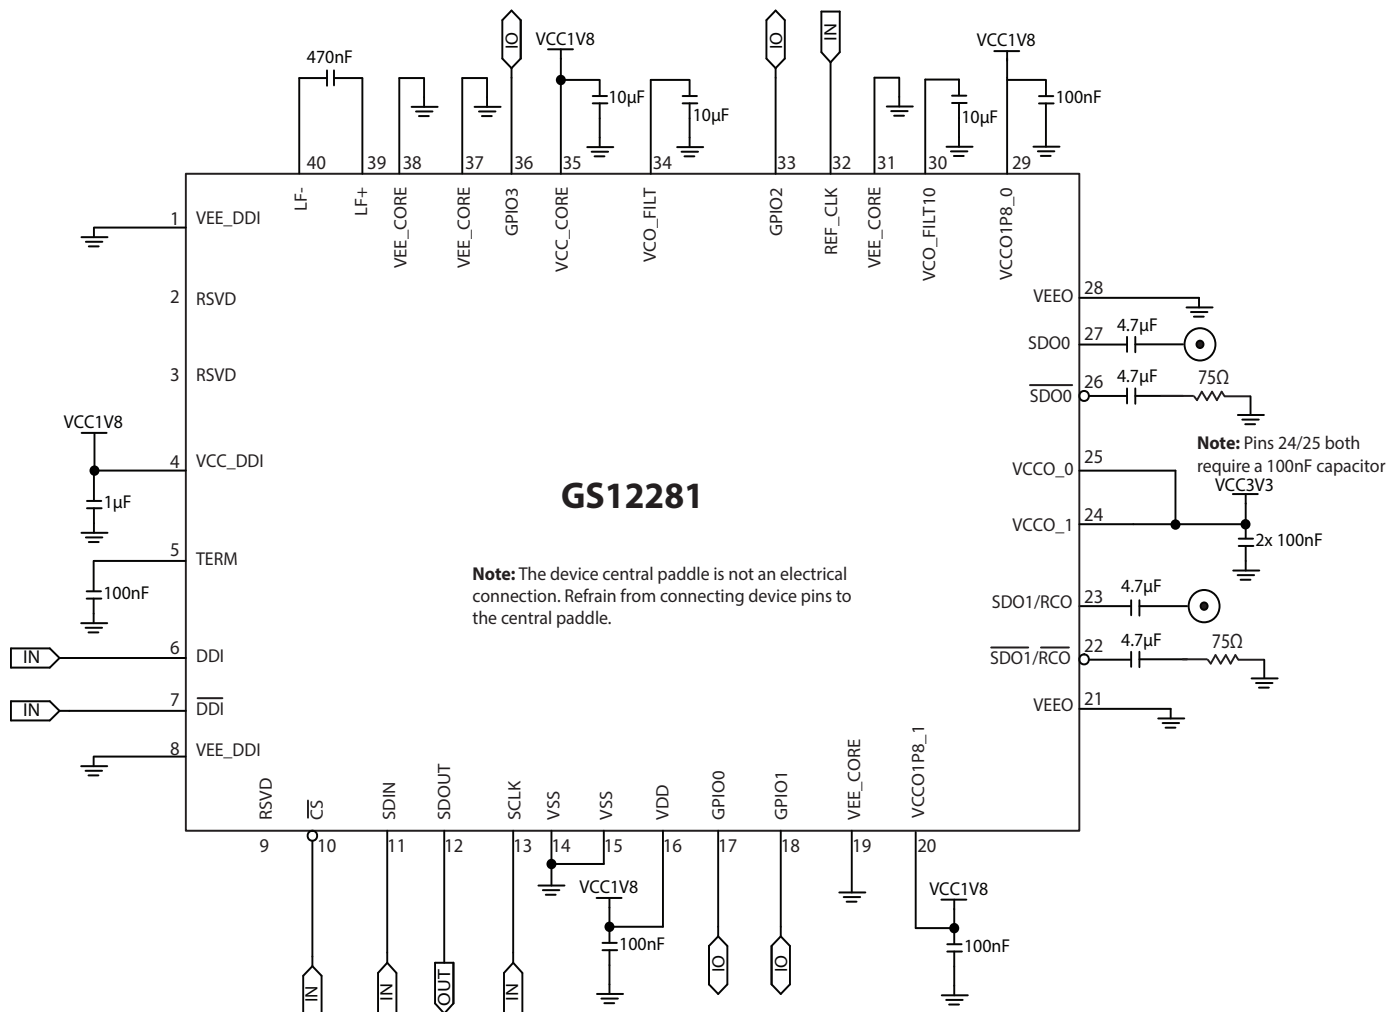 470nF
IO
VCC1V8
10µF
10µF
IO
IN
10µF
VCC1V8
100nF
40 39 38 37 36 35 34 33 32 31 30 29
LF-
LF+
VEE_CORE
VEE_CORE
GPIO3
VCC_CORE
VCO_FILT
GPIO2
REF_CLK
VEE_CORE
VCO_FILT10
VCCO1P8_0
1 VEE_DDI
2 RSVD
3 RSVD
VCC1V8
4 VCC_DDI
1µF
5 TERM
100nF
IN 6 DDI
IN 7 DDI
8 VEE_DDI
GS12281
Note: The device central paddle is not an electrical
connection. Refrain from connecting device pins to
the central paddle.
VEEO 28
SDO0 27 4.7µF
SDO0 26 4.7µF 75Ω
Note: Pins 24/25 both
require a 100nF capacitor
VCCO_0 25
VCC3V3
VCCO_1 24
2x 100nF
SDO1/RCO 23 4.7µF
SDO1/RCO 22 4.7µF 75Ω
VEEO 21
RSVD
CS
SDIN
SDOUT
SCLK
VSS
VSS
VDD
GPIO0
GPIO1
VEE_CORE
VCCO1P8_1
9 10 11 12 13 14 15 16 17 18 19 20
VCC1V8
100nF
VCC1V8
100nF
IN
IN
OUT
IN
IO
IO